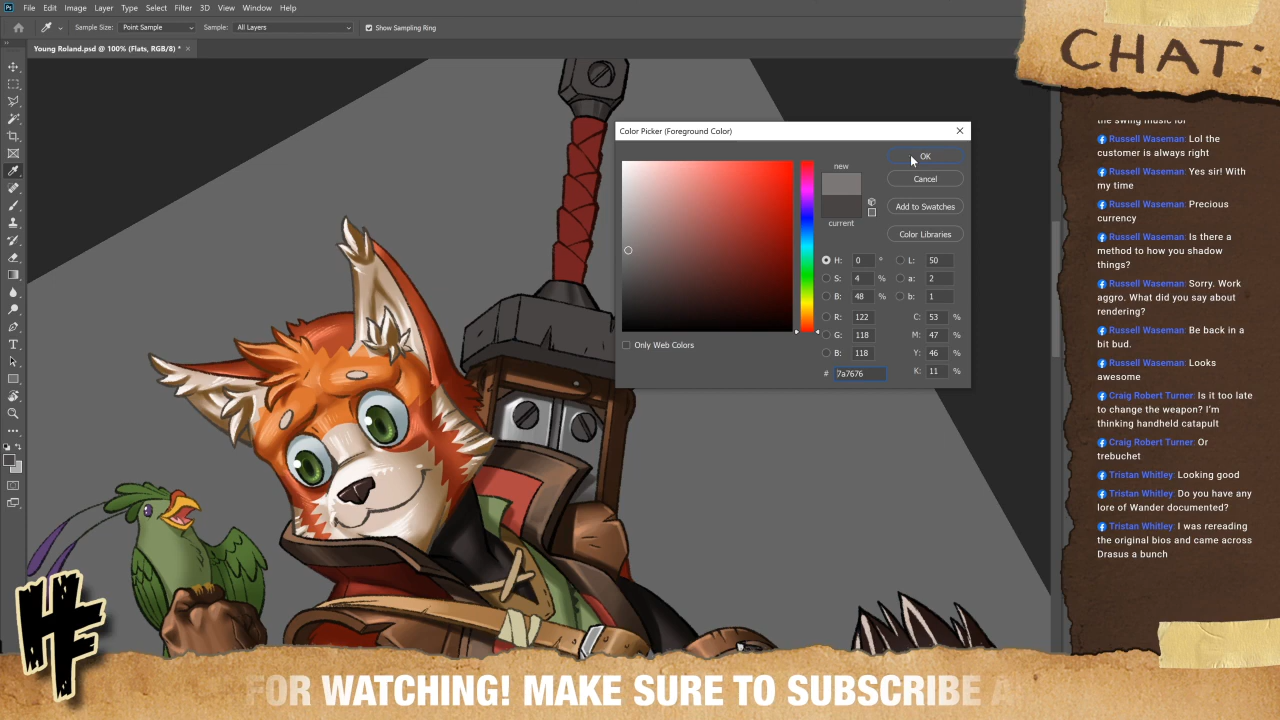 File Edit Image Layer Type Select Filter 3D View Window Help
Sample Size: Point Sample Sample: All Layers Show Sampling Ring
Young Roland.psd @ 100% (Flats, RGB/8) * ×
Color Picker (Foreground Color)
new
current
OK
Cancel
Add to Swatches
Color Libraries
H: 0 ° L: 50
S: 4 % a: 2
B: 48 % b: 1
R: 122 C: 53 %
G: 118 M: 47 %
B: 118 Y: 46 %
# 7a7676 K: 11 %
Only Web Colors
CHAT:
the swing music lol
Russell Waseman: Lol the
customer is always right
Russell Waseman: Yes sir! With
my time
Russell Waseman: Precious
currency
Russell Waseman: Is there a
method to how you shadow
things?
Russell Waseman: Sorry. Work
aggro. What did you say about
rendering?
Russell Waseman: Be back in a
bit bud.
Russell Waseman: Looks
awesome
Craig Robert Turner: Is it too late
to change the weapon? I'm
thinking handheld catapult
Craig Robert Turner: Or
trebuchet
Tristan Whitley: Looking good
Tristan Whitley: Do you have any
lore of Wander documented?
Tristan Whitley: I was rereading
the original bios and came across
Drasus a bunch
HF
FOR WATCHING! MAKE SURE TO SUBSCRIBE A